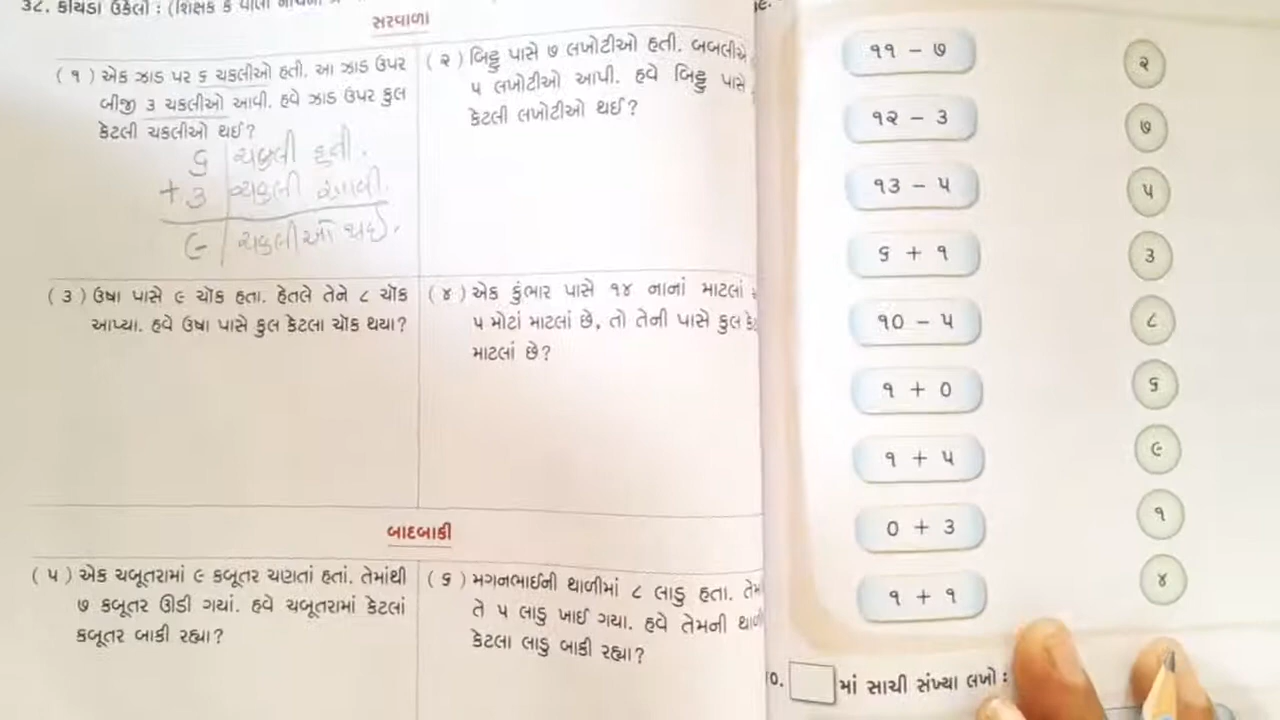 ૩૮. કોયડા ઉકેલો : (શિક્ષક કે
સરવાળા
( ૧ ) એક ઝાડ પર ૬ ચકલીઓ હતી. આ ઝાડ ઉપર
બીજી ૩ ચકલીઓ આવી. હવે ઝાડ ઉપર કુલ
કેટલી ચકલીઓ થઈ?
૬ ચકલી હતી.
+ ૩ ચકલી આવી.
૯ ચકલીઓ થઈ.
( ૨ ) બિટ્ટુ પાસે ૭ લખોટીઓ હતી. બબલીએ
૫ લખોટીઓ આપી. હવે બિટ્ટુ પાસે
કેટલી લખોટીઓ થઈ?
( ૩ ) ઉષા પાસે ૯ ચૉક હતા. હેતલે તેને ૮ ચૉક
આપ્યા. હવે ઉષા પાસે કુલ કેટલા ચૉક થયા?
( ૪ ) એક કુંભાર પાસે ૧૪ નાનાં માટલાં
૫ મોટાં માટલાં છે, તો તેની પાસે કુલ
માટલાં છે?
બાદબાકી
( ૫ ) એક ચબૂતરામાં ૯ કબૂતર ચણતાં હતાં. તેમાંથી
૭ કબૂતર ઊડી ગયાં. હવે ચબૂતરામાં કેટલાં
કબૂતર બાકી રહ્યા?
( ૬ ) મગનભાઈની થાળીમાં ૮ લાડુ હતા.
તે ૫ લાડુ ખાઈ ગયા. હવે તેમની
કેટલા લાડુ બાકી રહ્યા?
૧૧ - ૭
૨
૧૨ - ૩
૭
૧૩ - ૫
૫
૬ + ૧
૩
૧૦ - ૫
૮
૧ + ૦
૬
૧ + ૫
૯
૦ + ૩
૧
૧ + ૧
૪
૦. માં સાચી સંખ્યા લખો :